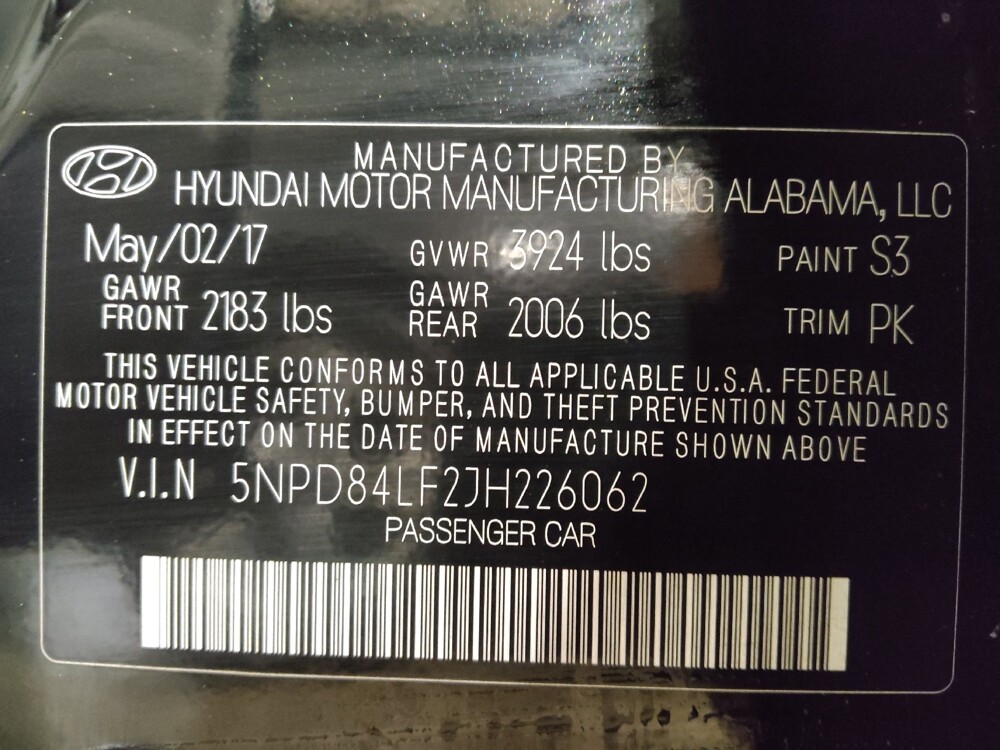 MANUFACTURED BY
HYUNDAI MOTOR MANUFACTURING ALABAMA, LLC
May/02/17 GVWR 3924 lbs PAINT S3
GAWR FRONT 2183 lbs GAWR REAR 2006 lbs TRIM PK
THIS VEHICLE CONFORMS TO ALL APPLICABLE U.S.A. FEDERAL
MOTOR VEHICLE SAFETY, BUMPER, AND THEFT PREVENTION STANDARDS
IN EFFECT ON THE DATE OF MANUFACTURE SHOWN ABOVE
V.I.N 5NPD84LF2JH226062
PASSENGER CAR